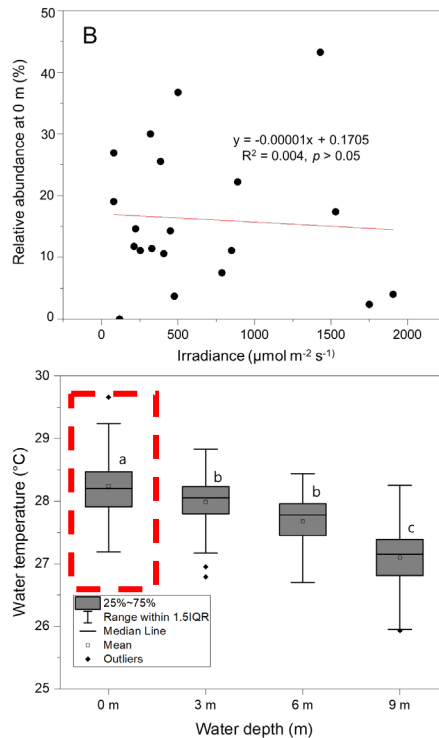 B
Relative abundance at 0 m (%)
50
40
30
20
10
0
y = -0.00001x + 0.1705
R² = 0.004, p > 0.05
0
500
1000
1500
2000
Irradiance (μmol m⁻² s⁻¹)
Water temperature (°C)
30
29
28
27
26
25
a
b
b
c
25%~75%
Range within 1.5IQR
Median Line
Mean
Outliers
0 m
3 m
6 m
9 m
Water depth (m)